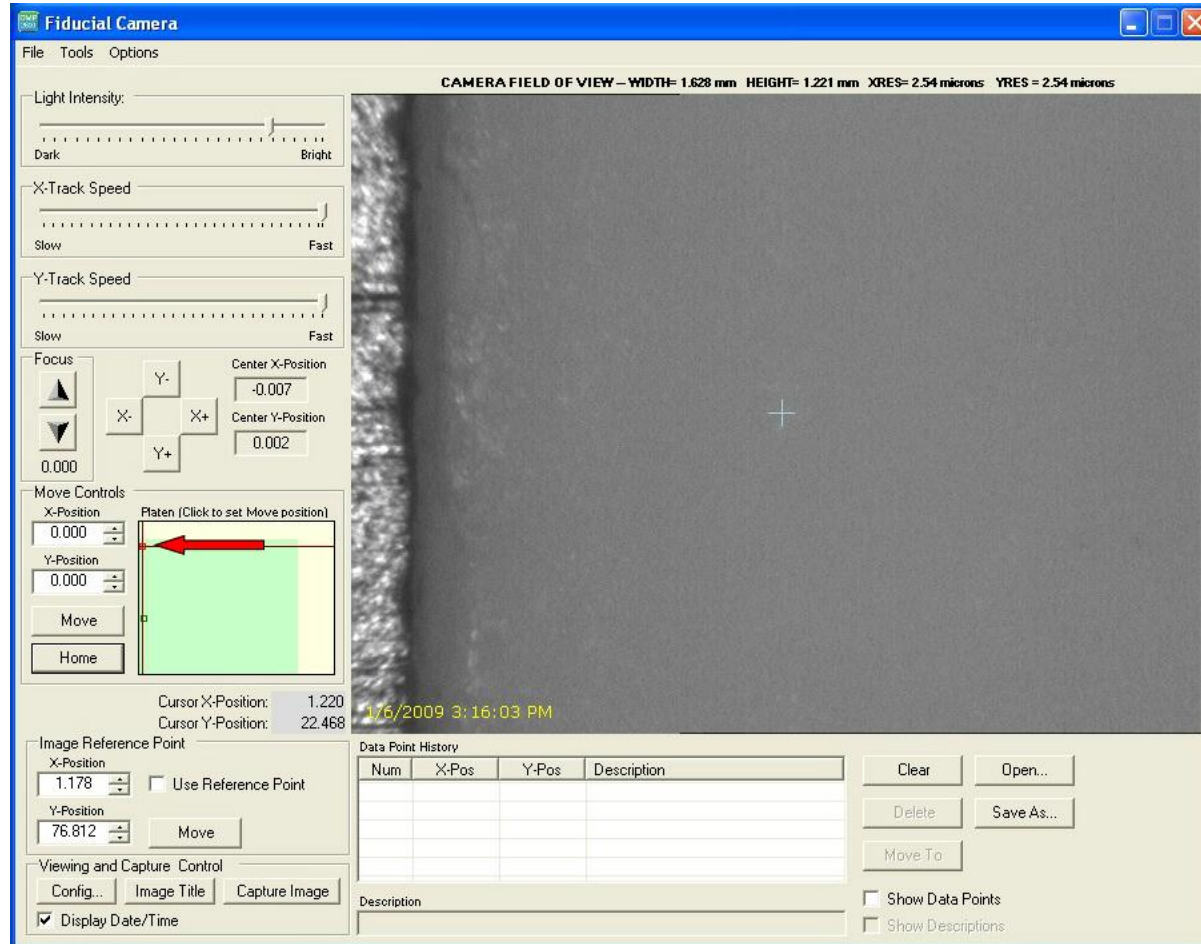 Fiducial Camera
File Tools Options
CAMERA FIELD OF VIEW -- WIDTH= 1.628 mm HEIGHT= 1.221 mm XRES= 2.54 microns YRES = 2.54 microns
Light Intensity:
Dark Bright
X-Track Speed
Slow Fast
Y-Track Speed
Slow Fast
Focus
0.000
Y-
X- X+
Y+
Center X-Position
-0.007
Center Y-Position
0.002
Move Controls
X-Position
0.000
Y-Position
0.000
Move
Home
Platen (Click to set Move position)
Cursor X-Position: 1.220
Cursor Y-Position: 22.468
1/6/2009 3:16:03 PM
Image Reference Point
X-Position
1.178
Use Reference Point
Y-Position
76.812
Move
Viewing and Capture Control
Config... Image Title Capture Image
Display Date/Time
Data Point History
Num X-Pos Y-Pos Description
Description
Clear Open...
Delete Save As...
Move To
Show Data Points
Show Descriptions